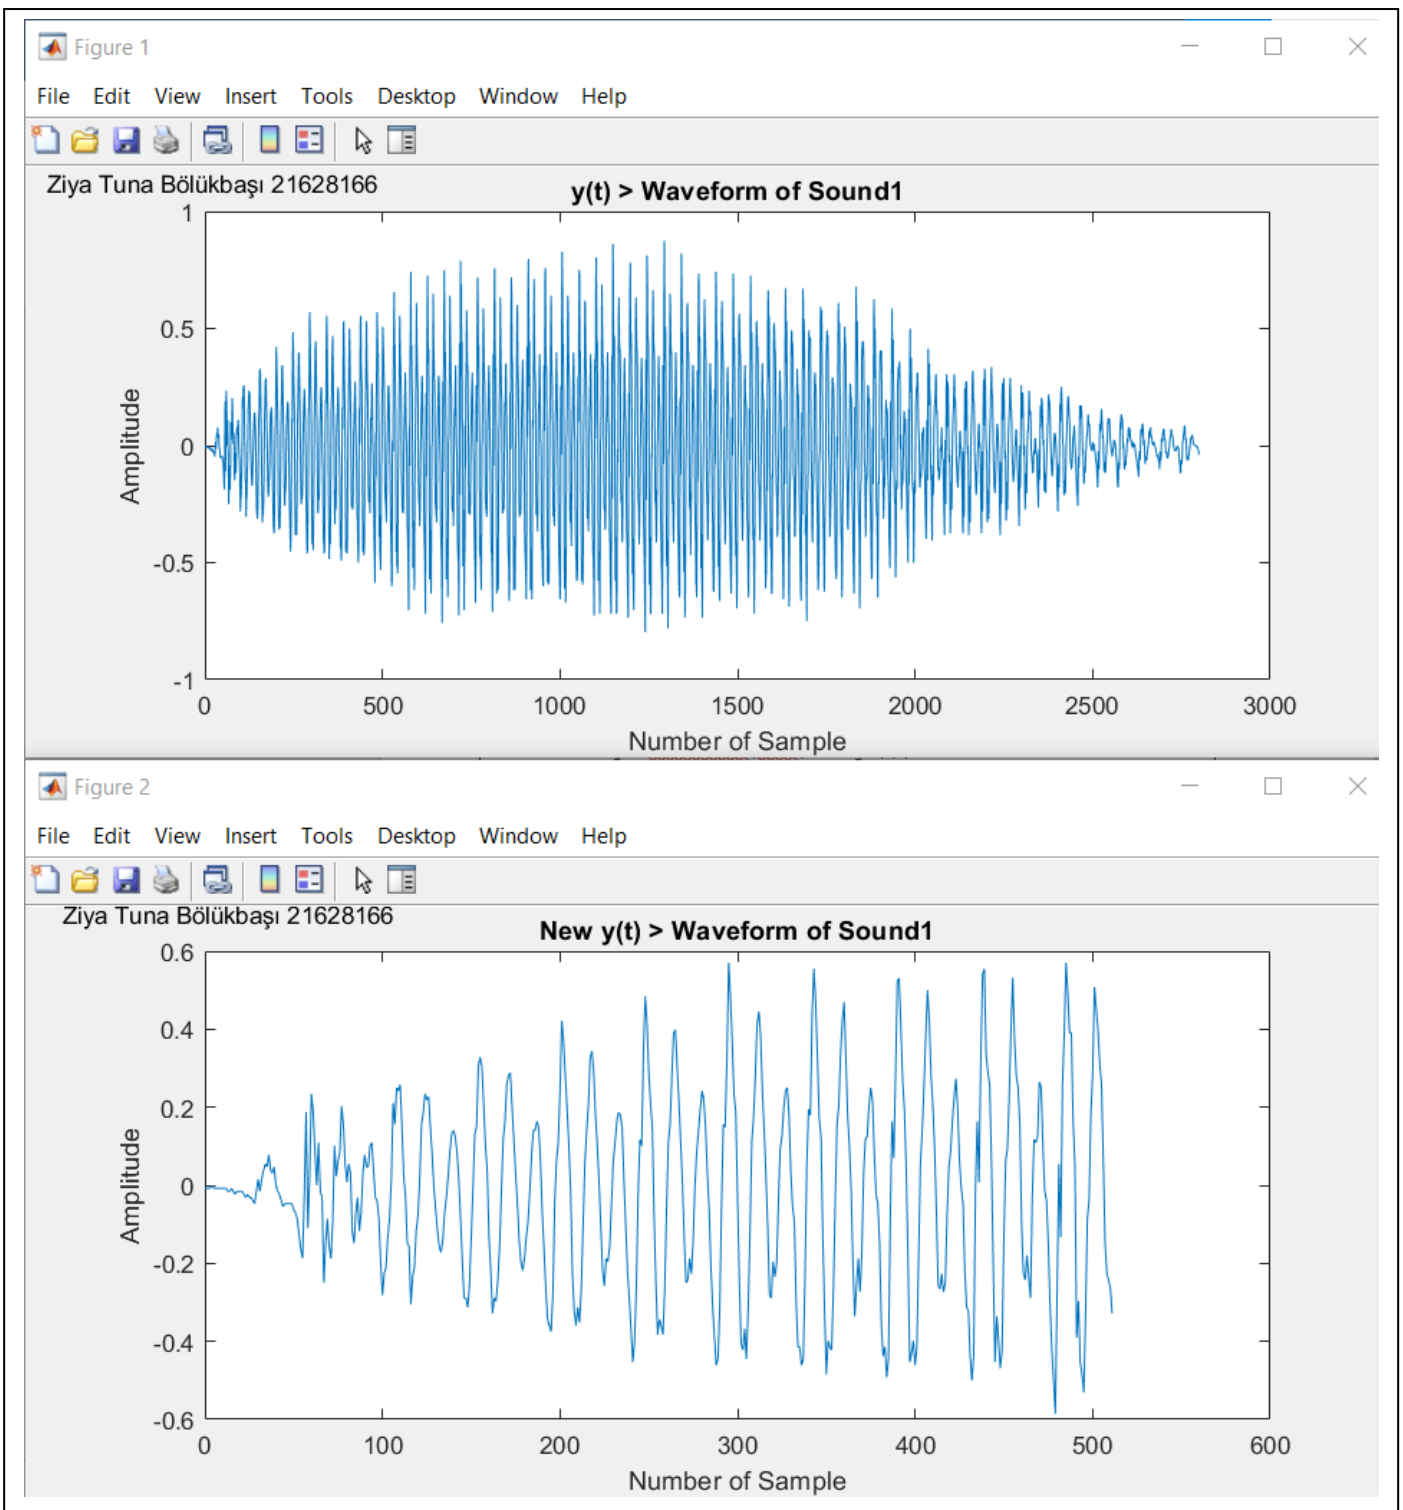 Figure 1
File Edit View Insert Tools Desktop Window Help
Ziya Tuna Bölükbaşı 21628166
y(t) > Waveform of Sound1
1
0.5
0
-0.5
-1
Amplitude
0 500 1000 1500 2000 2500 3000
Number of Sample
Figure 2
File Edit View Insert Tools Desktop Window Help
Ziya Tuna Bölükbaşı 21628166
New y(t) > Waveform of Sound1
0.6
0.4
0.2
0
-0.2
-0.4
-0.6
Amplitude
0 100 200 300 400 500 600
Number of Sample